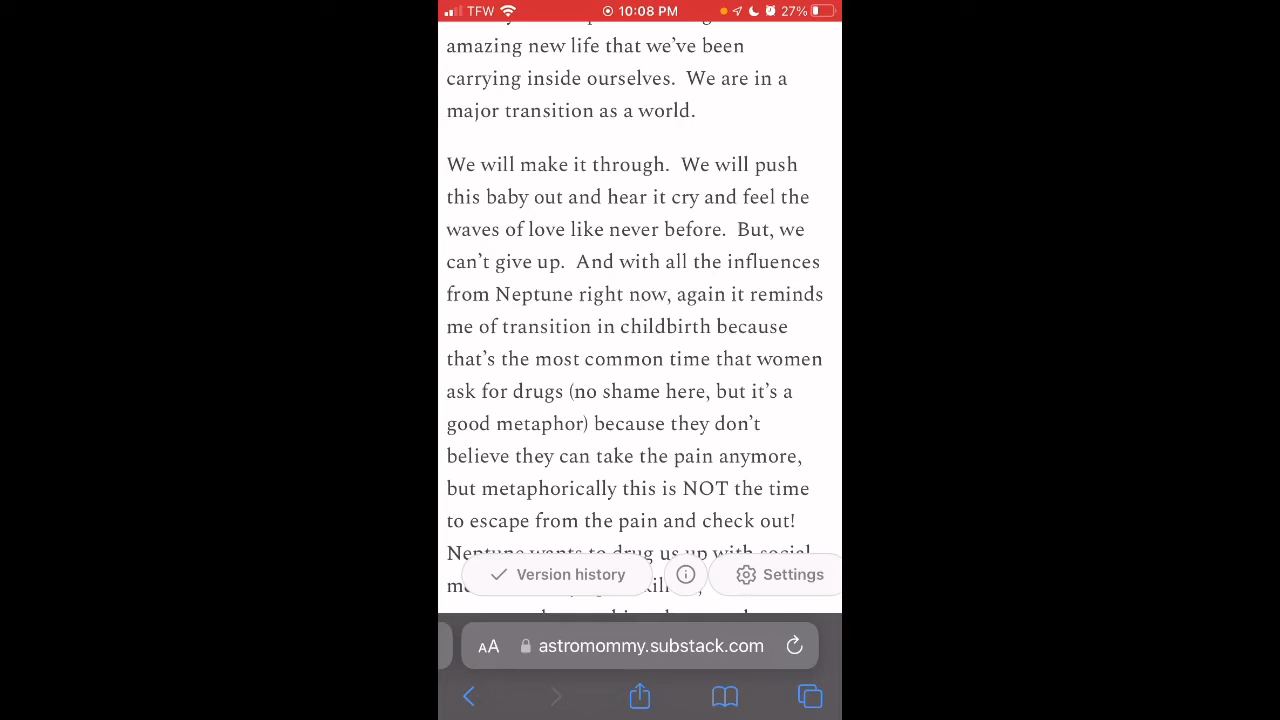 TFW 10:08 PM 27%
amazing new life that we've been
carrying inside ourselves.  We are in a
major transition as a world.
We will make it through.  We will push
this baby out and hear it cry and feel the
waves of love like never before.  But, we
can't give up.  And with all the influences
from Neptune right now, again it reminds
me of transition in childbirth because
that's the most common time that women
ask for drugs (no shame here, but it's a
good metaphor) because they don't
believe they can take the pain anymore,
but metaphorically this is NOT the time
to escape from the pain and check out!
Neptune wants to drug us up with social
Version history Settings
AA astromommy.substack.com